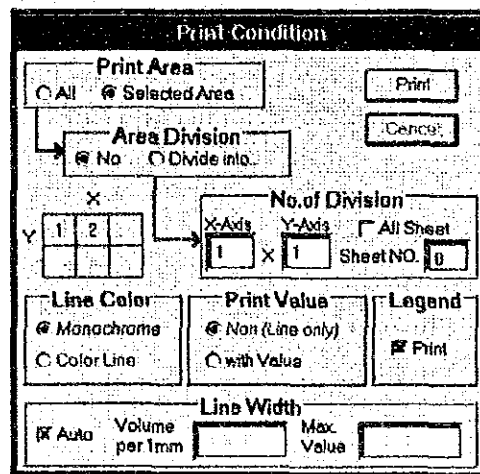 Print Condition
Print Area
All Selected Area
Print
Cancel
Area Division
No Divide into..
X
Y 1 2 .
No.of Division
X-Axis Y-Axis All Sheet
1 × 1 Sheet NO. 0
Line Color
Monochrome
Color Line
Print Value
Non (Line only)
with Value
Legend
Print
Line Width
Auto Volume per 1mm Max. Value